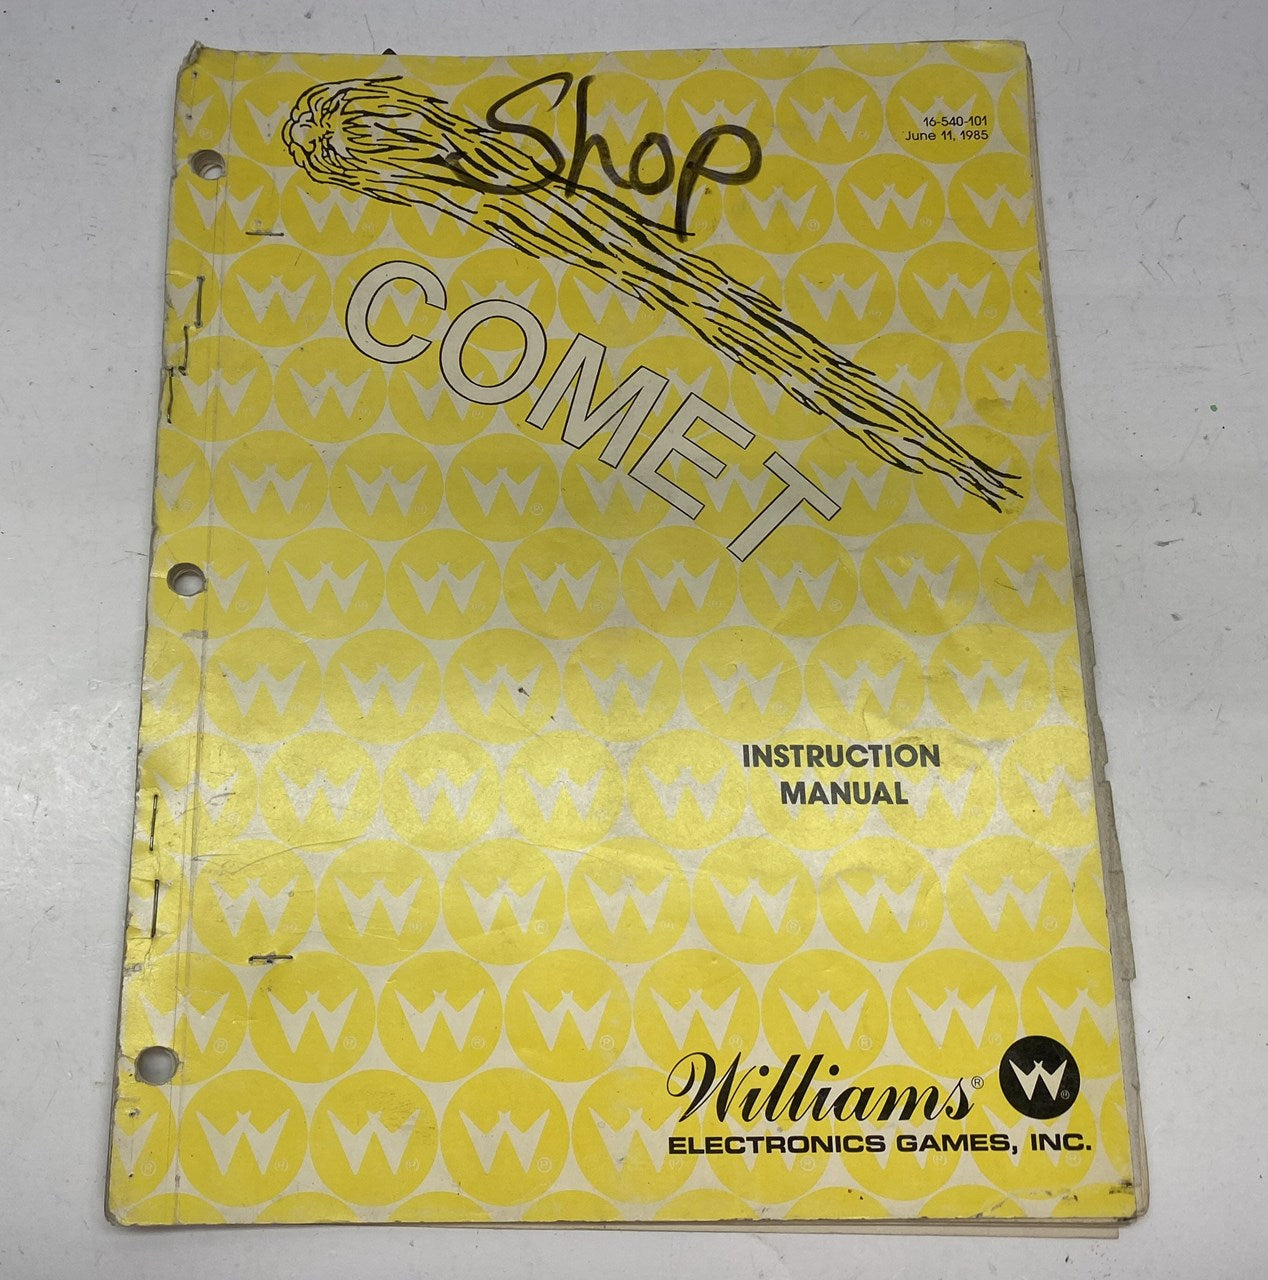 Shop
16-540-101
June 11, 1985
COMET
INSTRUCTION
MANUAL
Williams®
W®
ELECTRONICS GAMES, INC.